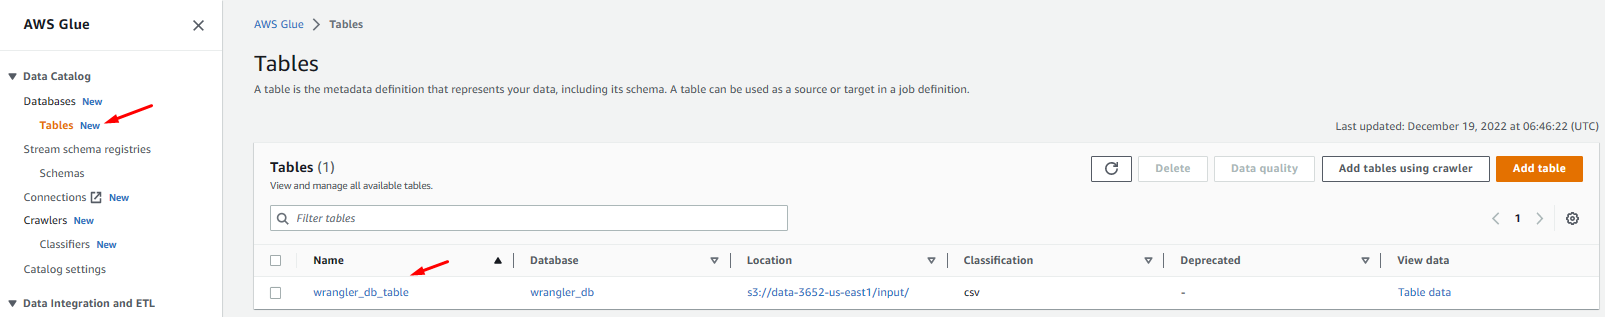 AWS Glue
Data Catalog
Databases New
Tables New
Stream schema registries
Schemas
Connections New
Crawlers New
Classifiers New
Catalog settings
Data Integration and ETL
AWS Glue > Tables
Tables
A table is the metadata definition that represents your data, including its schema. A table can be used as a source or target in a job definition.
Last updated: December 19, 2022 at 06:46:22 (UTC)
Tables (1) Delete Data quality Add tables using crawler Add table
View and manage all available tables.
Filter tables 1
Name Database Location Classification Deprecated View data
wrangler_db_table wrangler_db s3://data-3652-us-east1/input/ csv - Table data